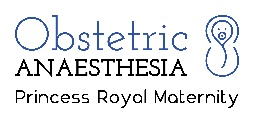 Obstetric
ANAESTHESIA
Princess Royal Maternity